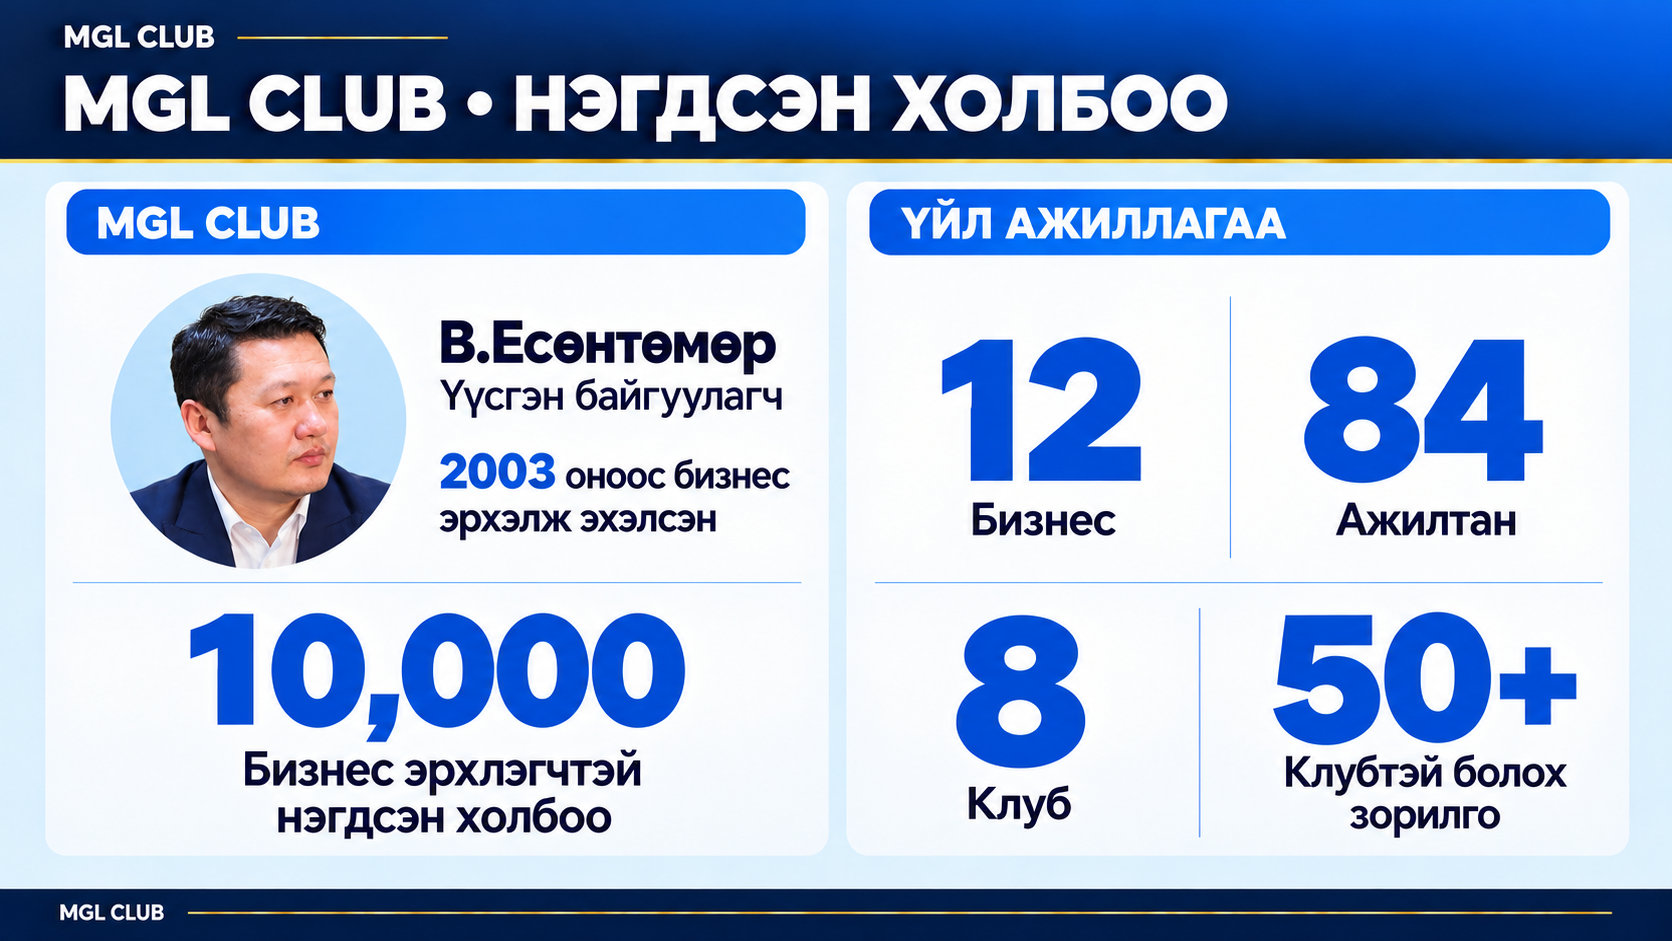 MGL CLUB
MGL CLUB • НЭГДСЭН ХОЛБОО
MGL CLUB
В.Есөнтөмөр
Үүсгэн байгуулагч
2003 оноос бизнес
эрхэлж эхэлсэн
10,000
Бизнес эрхлэгчтэй
нэгдсэн холбоо
ҮЙЛ АЖИЛЛАГАА
12
Бизнес
84
Ажилтан
8
Клуб
50+
Клубтэй болох
зорилго
MGL CLUB